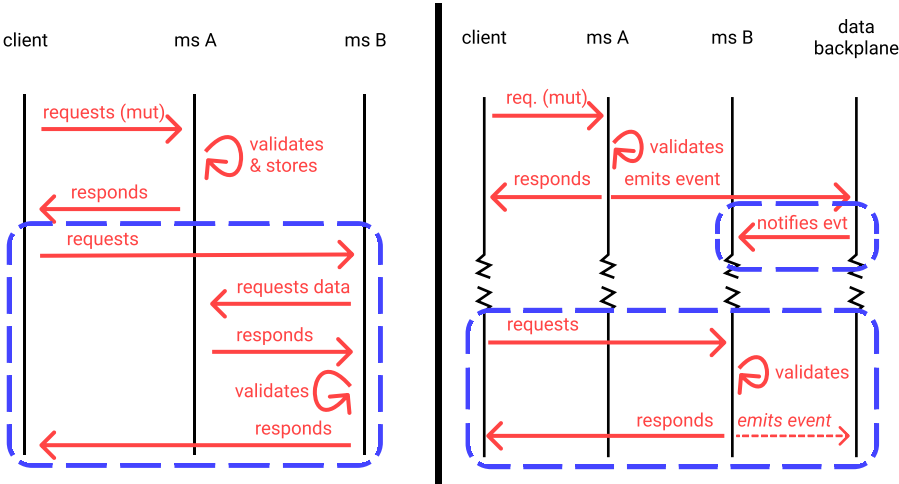 client
ms A
ms B
requests (mut)
validates
& stores
responds
requests
requests data
responds
validates
responds
client
ms A
ms B
data
backplane
req. (mut)
validates
responds
emits event
notifies evt
requests
validates
responds
emits event